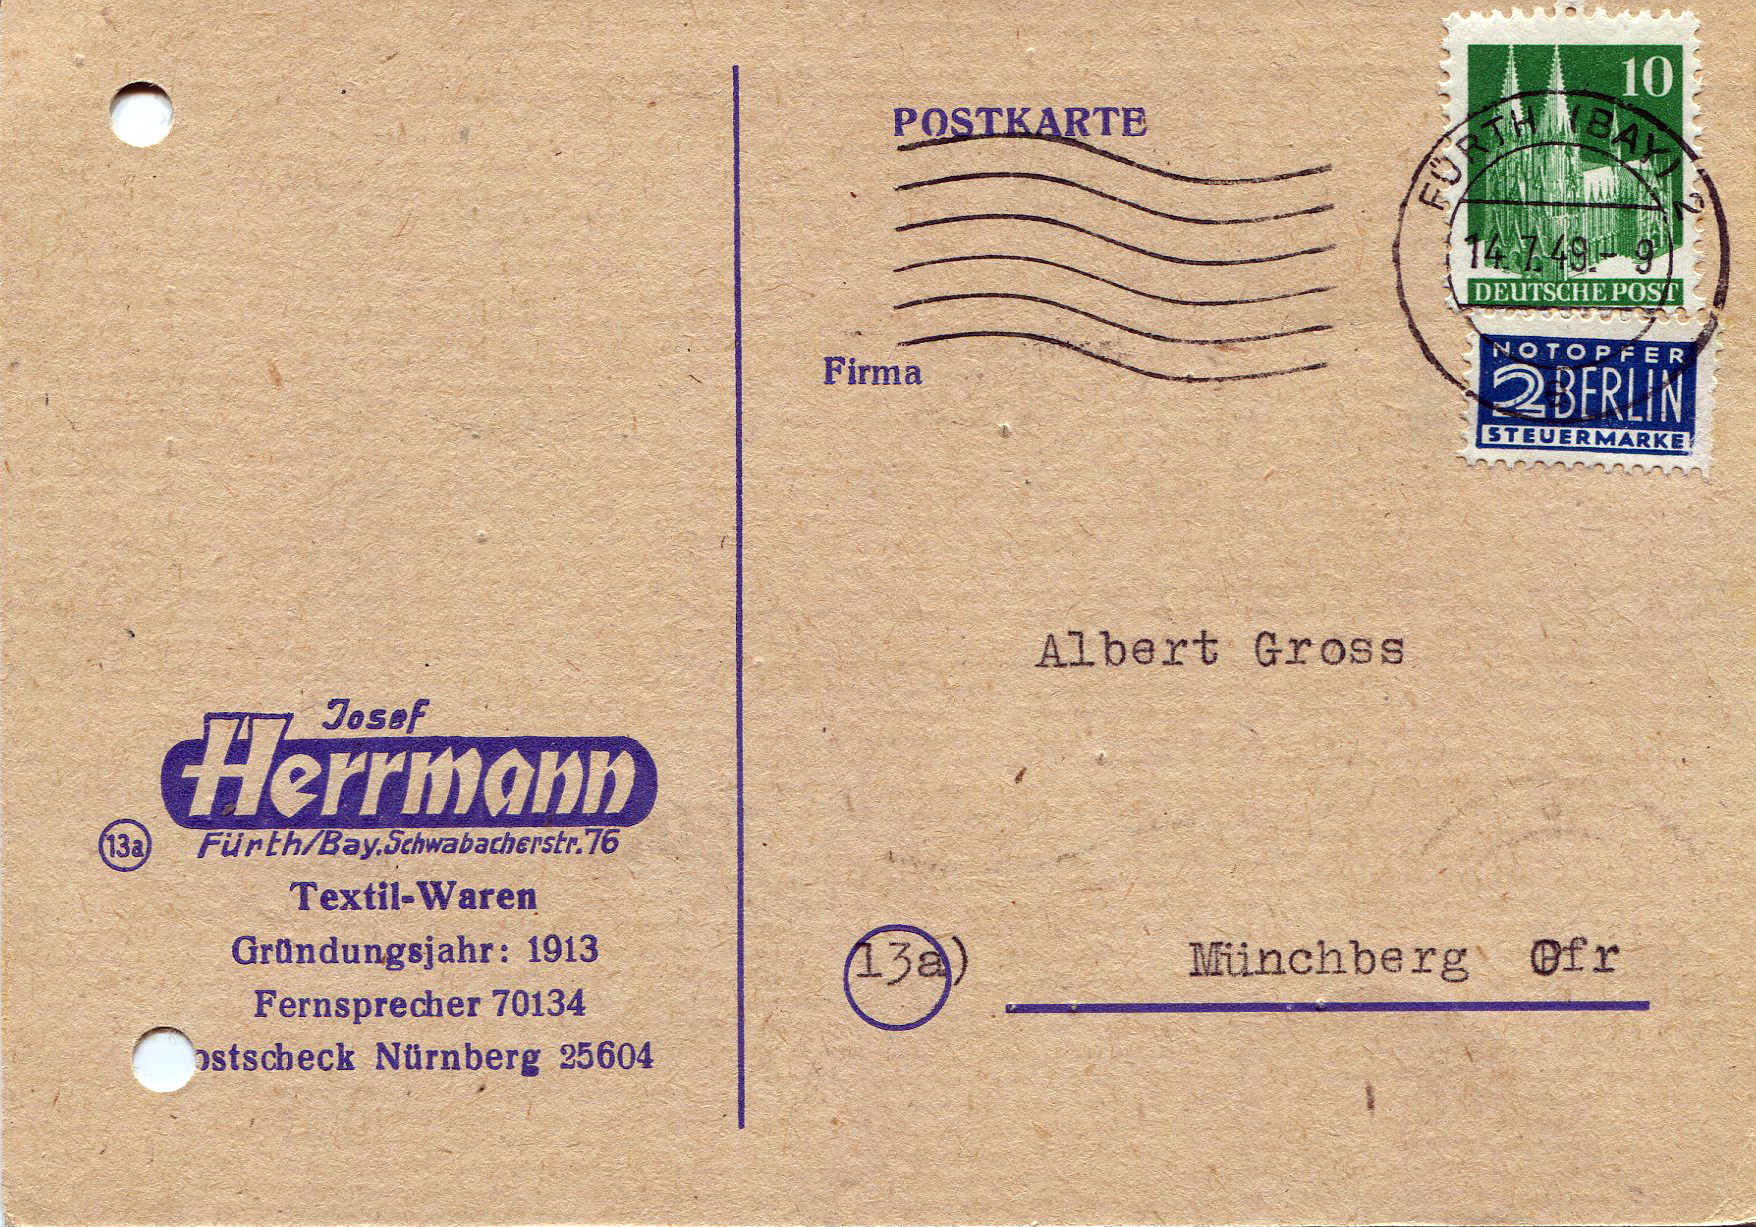 POSTKARTE
10
FÜRTH (BAY) 2
14.7.49.- 9
DEUTSCHE POST
NOTOPFER
2 BERLIN
STEUERMARKE
e
Firma
Albert Gross
Josef
Herrmann
13a Fürth/Bay. Schwabacherstr. 76
Textil-Waren
Gründungsjahr: 1913
Fernsprecher 70134
ostscheck Nürnberg 25604
13a) Münchberg Ofr